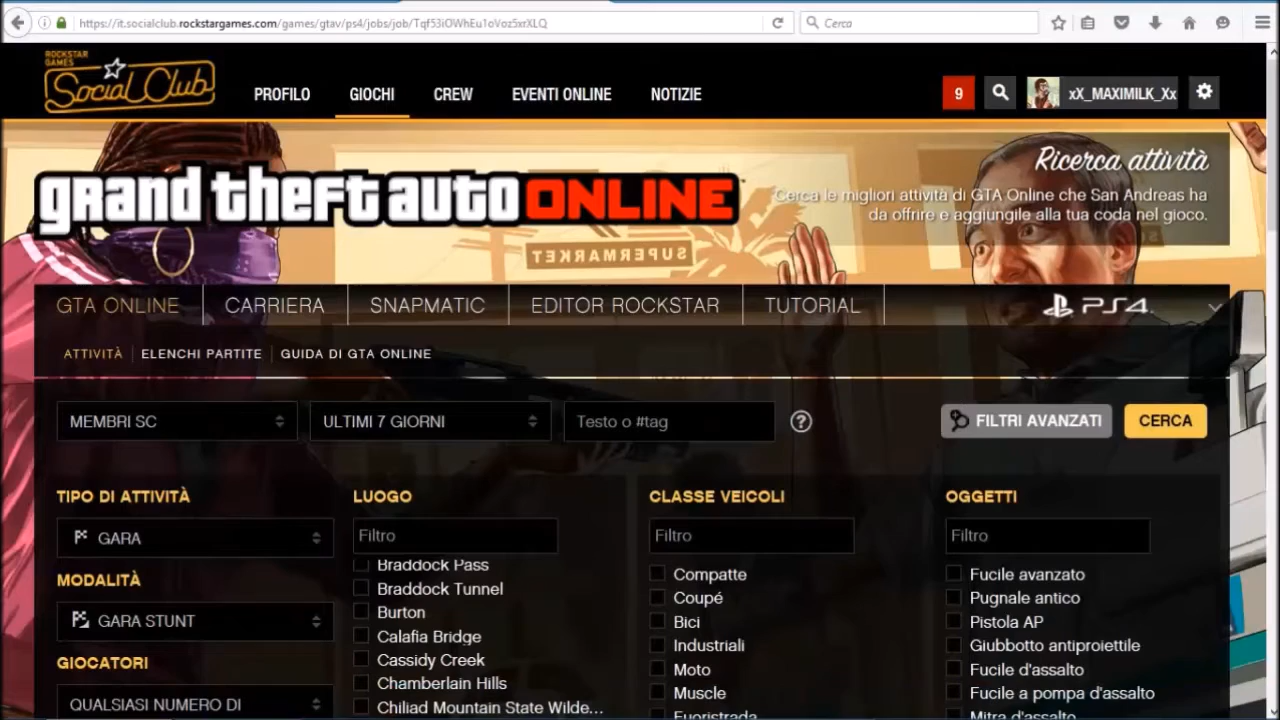 https://it.socialclub.rockstargames.com/games/gtav/ps4/jobs/job/Tqf53iOWhEu1oVoz5xrXLQ
Cerca
ROCKSTAR GAMES
Social Club
PROFILO GIOCHI CREW EVENTI ONLINE NOTIZIE
9
xX_MAXIMILK_Xx
Ricerca attività
grand theft auto ONLINE
Cerca le migliori attività di GTA Online che San Andreas ha
da offrire e aggiungile alla tua coda nel gioco.
SUPERMARKET
GTA ONLINE CARRIERA SNAPMATIC EDITOR ROCKSTAR TUTORIAL PS4
ATTIVITÀ ELENCHI PARTITE GUIDA DI GTA ONLINE
MEMBRI SC ULTIMI 7 GIORNI Testo o #tag ? FILTRI AVANZATI CERCA
TIPO DI ATTIVITÀ
GARA
MODALITÀ
GARA STUNT
GIOCATORI
QUALSIASI NUMERO DI
LUOGO
Filtro
Braddock Pass
Braddock Tunnel
Burton
Calafia Bridge
Cassidy Creek
Chamberlain Hills
Chiliad Mountain State Wilde...
CLASSE VEICOLI
Filtro
Compatte
Coupé
Bici
Industriali
Moto
Muscle
Fuoristrada
OGGETTI
Filtro
Fucile avanzato
Pugnale antico
Pistola AP
Giubbotto antiproiettile
Fucile d'assalto
Fucile a pompa d'assalto
Mitra d'assalto